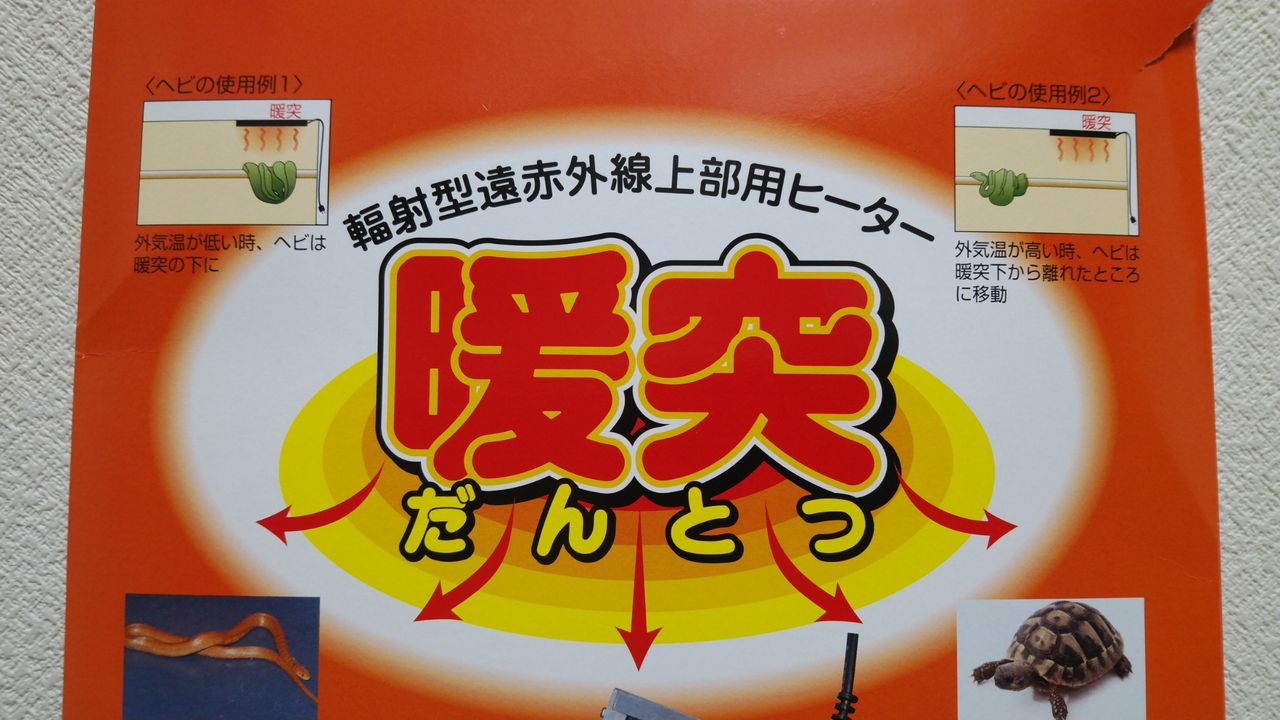 〈ヘビの使用例1〉
暖突
外気温が低い時、ヘビは
暖突の下に
〈ヘビの使用例2〉
暖突
外気温が高い時、ヘビは
暖突下から離れたところ
に移動
輻射型遠赤外線上部用ヒーター
暖突
だんとつ